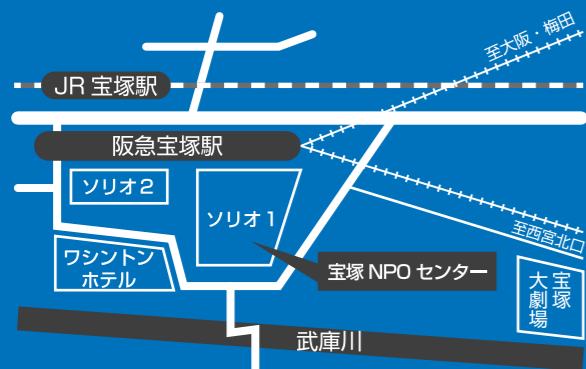 至大阪・梅田
JR 宝塚駅
阪急宝塚駅
ソリオ2
ソリオ1
至西宮北口
ワシントン
ホテル
宝塚 NPO センター
宝塚
大劇場
武庫川